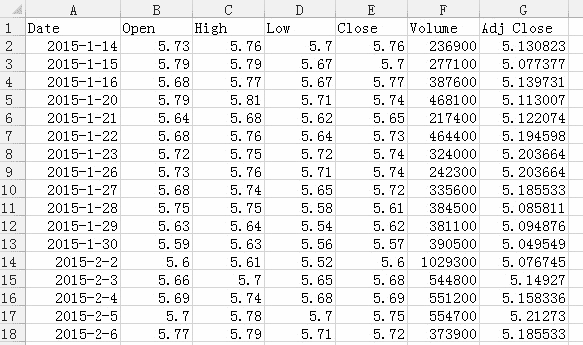 A B C D E F G
1 Date Open High Low Close Volume Adj Close
2 2015-1-14 5.73 5.76 5.7 5.76 236900 5.130823
3 2015-1-15 5.79 5.79 5.67 5.7 277100 5.077377
4 2015-1-16 5.68 5.77 5.67 5.77 387600 5.139731
5 2015-1-20 5.79 5.81 5.71 5.74 468100 5.113007
6 2015-1-21 5.64 5.68 5.62 5.65 217400 5.122074
7 2015-1-22 5.68 5.76 5.64 5.73 464400 5.194598
8 2015-1-23 5.72 5.75 5.72 5.74 324000 5.203664
9 2015-1-26 5.73 5.76 5.71 5.74 242300 5.203664
10 2015-1-27 5.68 5.74 5.65 5.72 335600 5.185533
11 2015-1-28 5.75 5.75 5.58 5.61 384500 5.085811
12 2015-1-29 5.63 5.64 5.54 5.62 381100 5.094876
13 2015-1-30 5.59 5.63 5.56 5.57 390500 5.049549
14 2015-2-2 5.6 5.61 5.52 5.6 1029300 5.076745
15 2015-2-3 5.66 5.7 5.65 5.68 544800 5.14927
16 2015-2-4 5.69 5.74 5.68 5.69 551200 5.158336
17 2015-2-5 5.7 5.78 5.7 5.75 554700 5.21273
18 2015-2-6 5.77 5.79 5.71 5.72 373900 5.185533